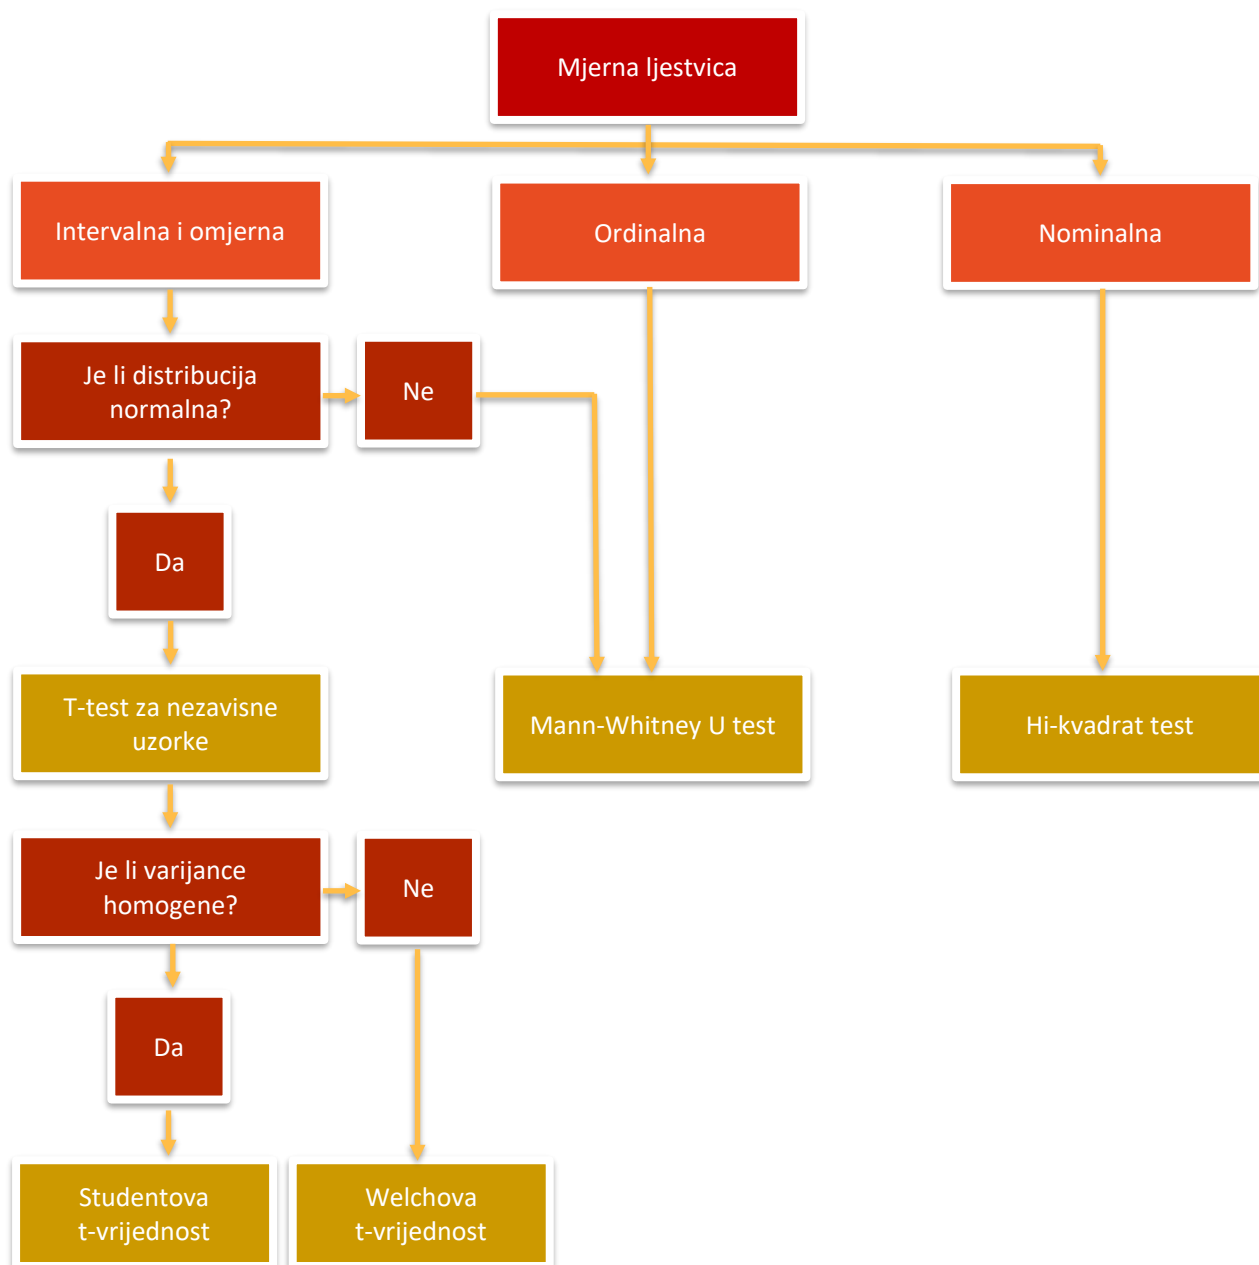 Mjerna ljestvica
Intervalna i omjerna
Ordinalna
Nominalna
Je li distribucija
normalna?
Ne
Da
T-test za nezavisne
uzorke
Mann-Whitney U test
Hi-kvadrat test
Je li varijance
homogene?
Ne
Da
Studentova
t-vrijednost
Welchova
t-vrijednost